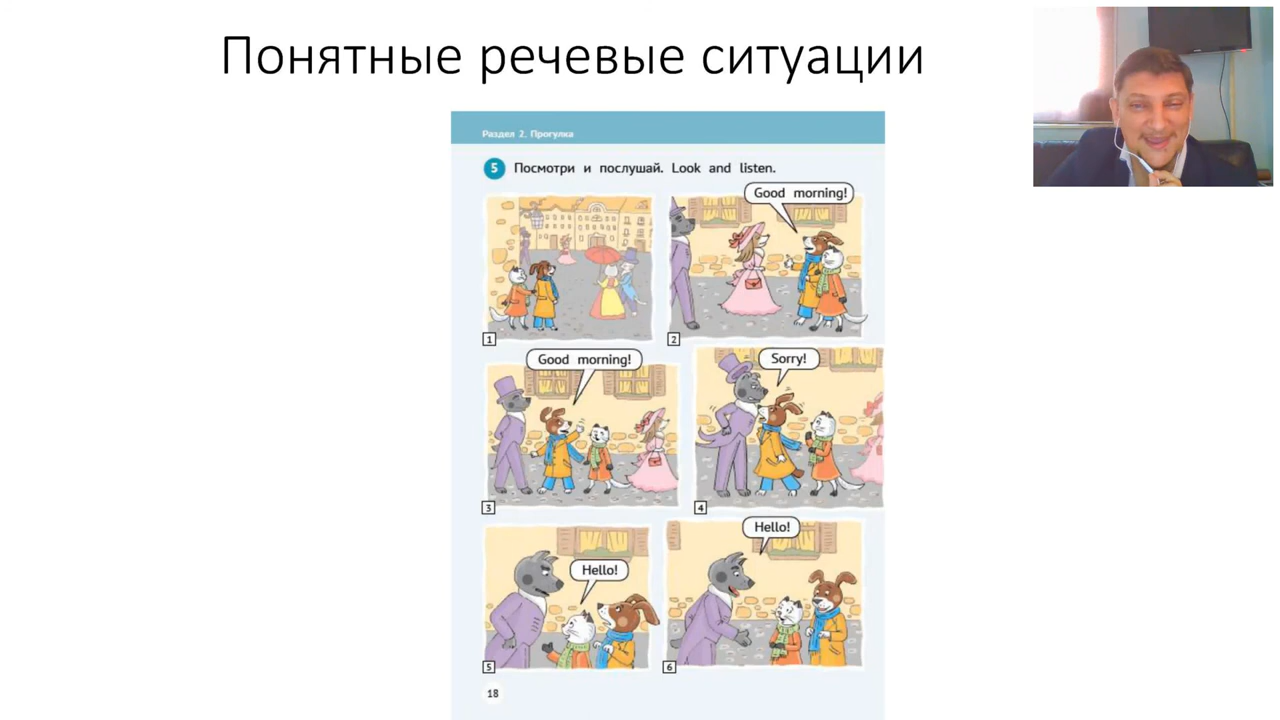 Понятные речевые ситуации
Раздел 2. Прогулка
5 Посмотри и послушай. Look and listen.
Good morning!
1
2
Good morning!
Sorry!
3
4
Hello!
Hello!
5
6
18